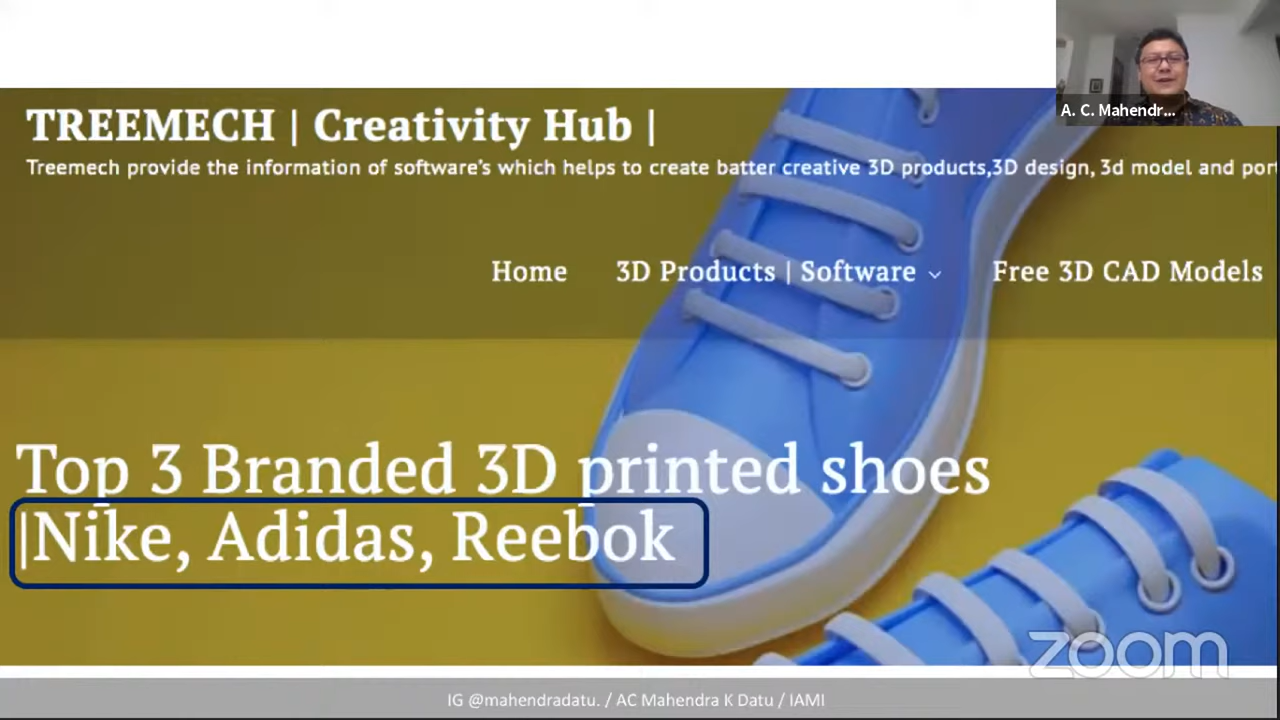 A. C. Mahendr...
TREEMECH | Creativity Hub |
Treemech provide the information of software's which helps to create batter creative 3D products,3D design, 3d model and por
Home 3D Products | Software Free 3D CAD Models
Top 3 Branded 3D printed shoes
|Nike, Adidas, Reebok
zoom
IG @mahendradatu. / AC Mahendra K Datu / IAMI